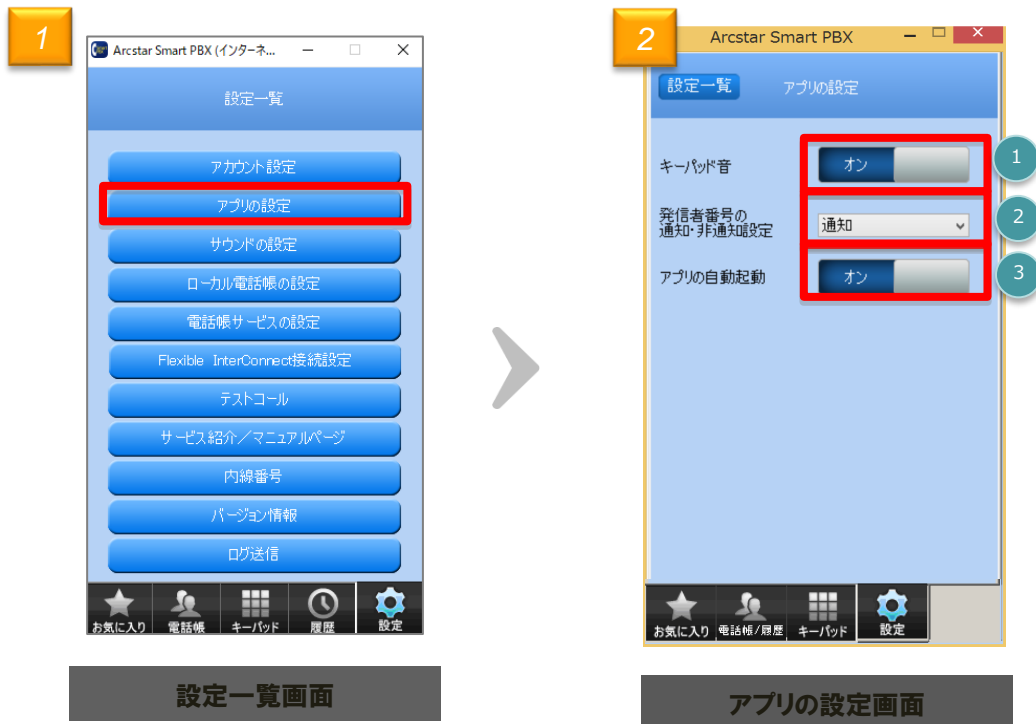 1
Arcstar Smart PBX (インターネ...
設定一覧
アカウント設定
アプリの設定
サウンドの設定
ローカル電話帳の設定
電話帳サービスの設定
Flexible InterConnect接続設定
テストコール
サービス紹介／マニュアルページ
内線番号
バージョン情報
ログ送信
お気に入り 電話帳 キーパッド 履歴 設定
設定一覧画面
2
Arcstar Smart PBX
設定一覧 アプリの設定
キーパッド音 オン 1
発信者番号の
通知・非通知設定 通知 2
アプリの自動起動 オン 3
お気に入り 電話帳/履歴 キーパッド 設定
アプリの設定画面